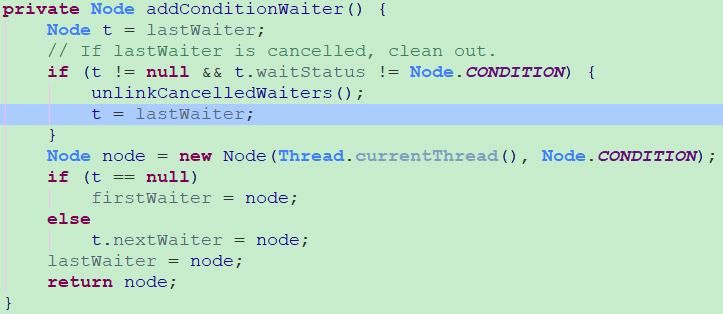 private Node addConditionWaiter() {
    Node t = lastWaiter;
    // If lastWaiter is cancelled, clean out.
    if (t != null && t.waitStatus != Node.CONDITION) {
        unlinkCancelledWaiters();
        t = lastWaiter;
    }
    Node node = new Node(Thread.currentThread(), Node.CONDITION);
    if (t == null)
        firstWaiter = node;
    else
        t.nextWaiter = node;
    lastWaiter = node;
    return node;
}